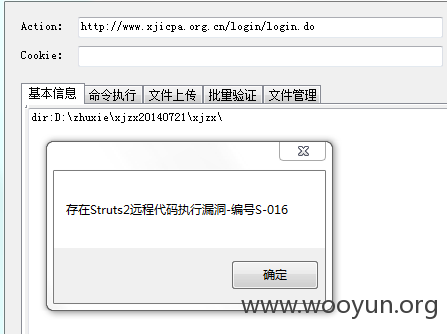 Action: http://www.xjicpa.org.cn/login/login.do
Cookie:
基本信息 命令执行 文件上传 批量验证 文件管理
dir:D:\zhuxie\xjzx20140721\xjzx\
存在Struts2远程代码执行漏洞-编号S-016
确定
www.wooyun.org